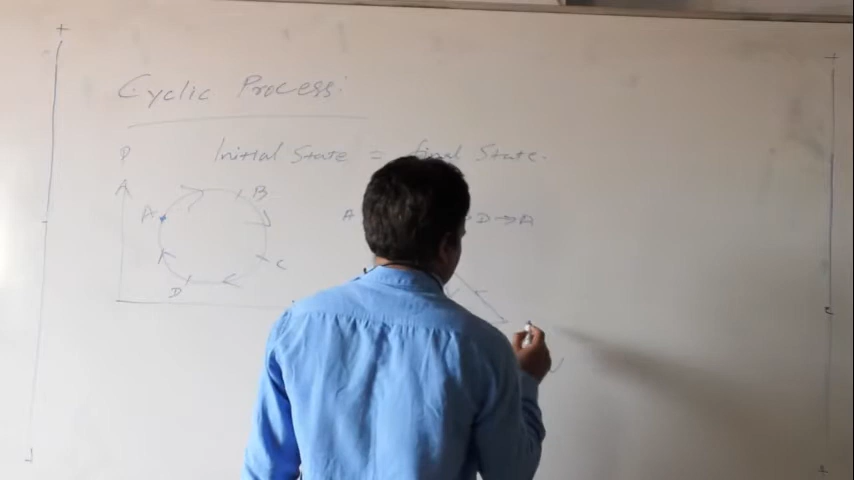 Cyclic Process:
P Initial State = final State.
A B
A D → A
C
D